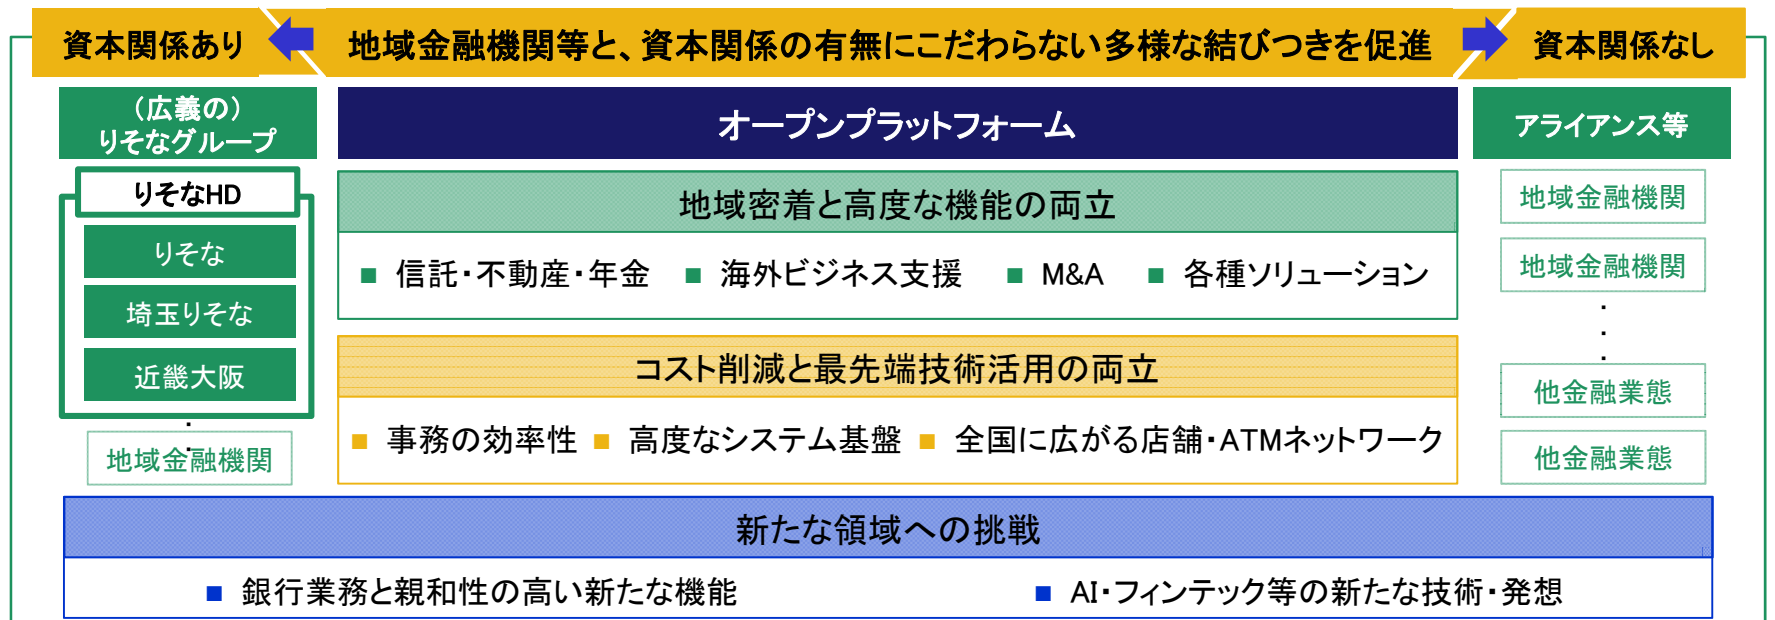 資本関係あり
地域金融機関等と、資本関係の有無にこだわらない多様な結びつきを促進
資本関係なし
(広義の)
りそなグループ
オープンプラットフォーム
アライアンス等
りそなHD
りそな
埼玉りそな
近畿大阪
地域金融機関
地域密着と高度な機能の両立
■ 信託・不動産・年金 ■ 海外ビジネス支援 ■ M&A ■ 各種ソリューション
コスト削減と最先端技術活用の両立
■ 事務の効率性 ■ 高度なシステム基盤 ■ 全国に広がる店舗・ATMネットワーク
地域金融機関
地域金融機関
・
・
・
他金融業態
他金融業態
新たな領域への挑戦
■ 銀行業務と親和性の高い新たな機能 ■ AI・フィンテック等の新たな技術・発想